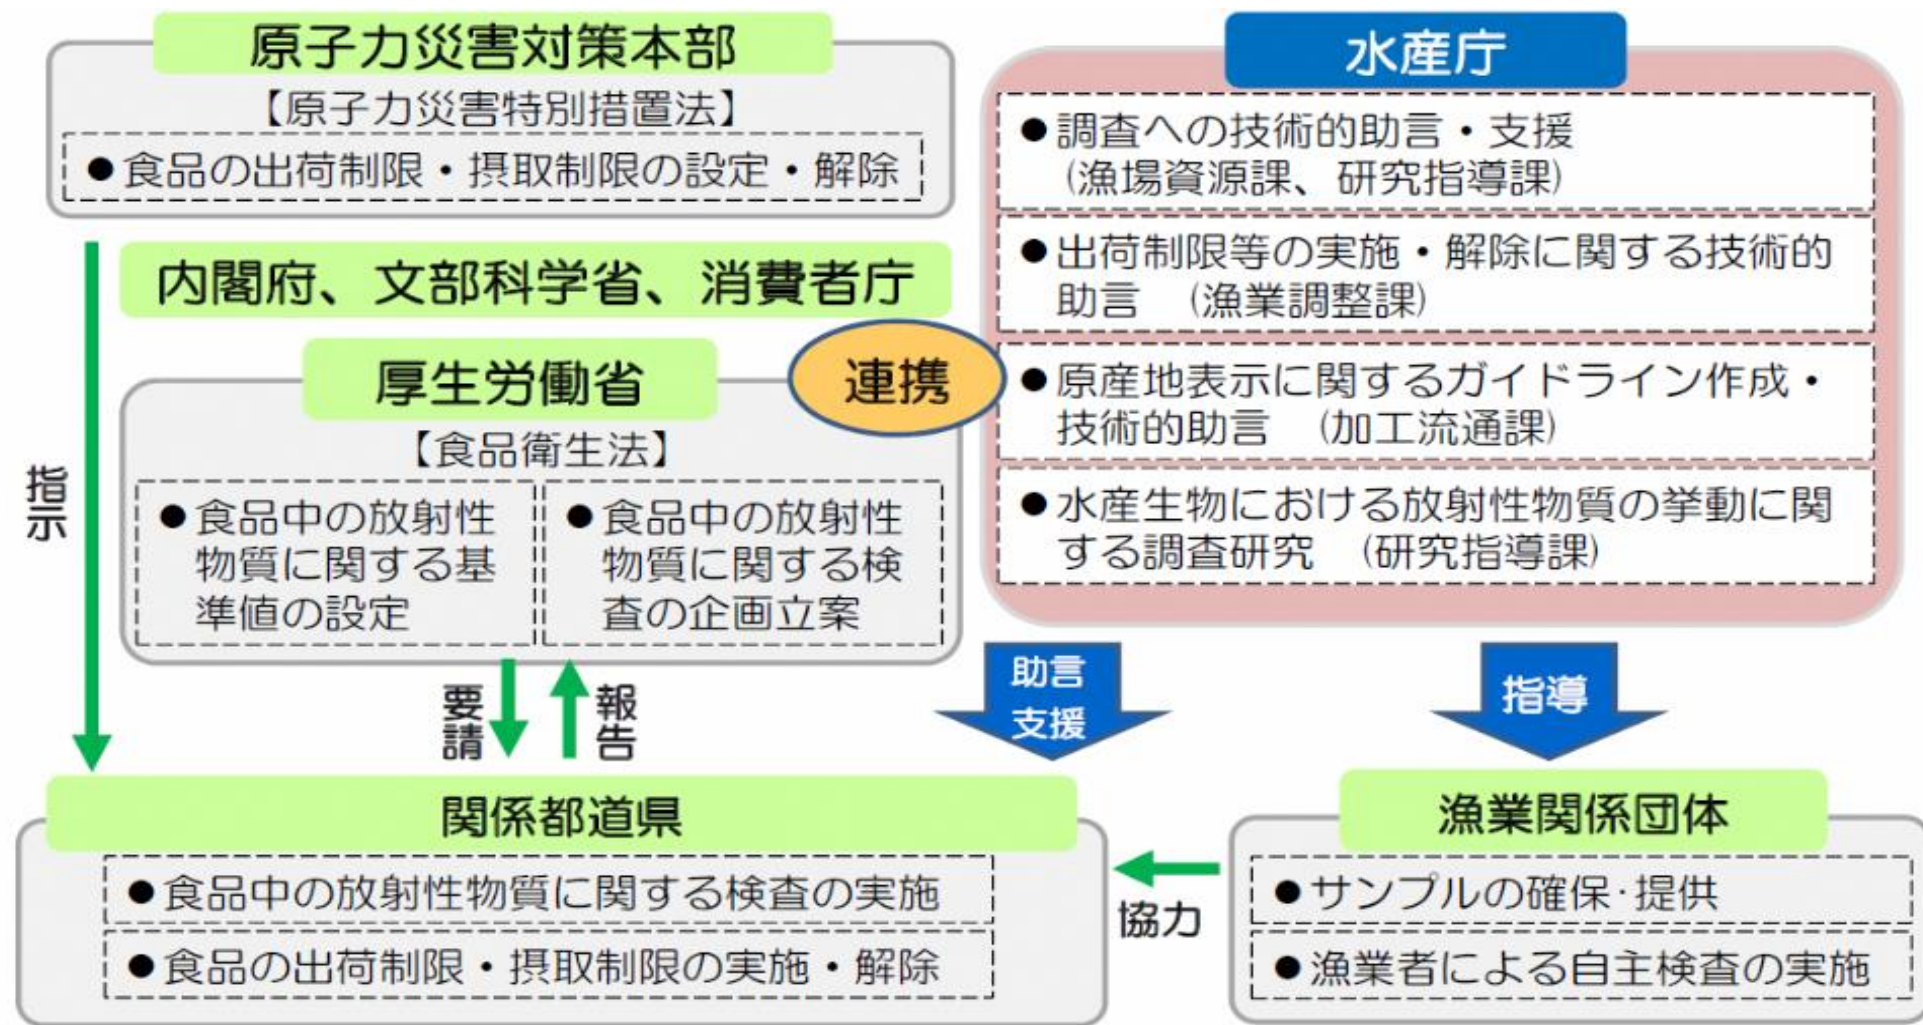 原子力災害対策本部
【原子力災害特別措置法】
●食品の出荷制限・摂取制限の設定・解除
内閣府、文部科学省、消費者庁
厚生労働省
【食品衛生法】
●食品中の放射性
物質に関する基
準値の設定
●食品中の放射性
物質に関する検
査の企画立案
連携
水産庁
●調査への技術的助言・支援
(漁場資源課、研究指導課)
●出荷制限等の実施・解除に関する技術的
助言 (漁業調整課)
●原産地表示に関するガイドライン作成・
技術的助言 (加工流通課)
●水産生物における放射性物質の挙動に関
する調査研究 (研究指導課)
指示
要請
報告
助言
支援
指導
関係都道県
●食品中の放射性物質に関する検査の実施
●食品の出荷制限・摂取制限の実施・解除
協力
漁業関係団体
●サンプルの確保･提供
●漁業者による自主検査の実施